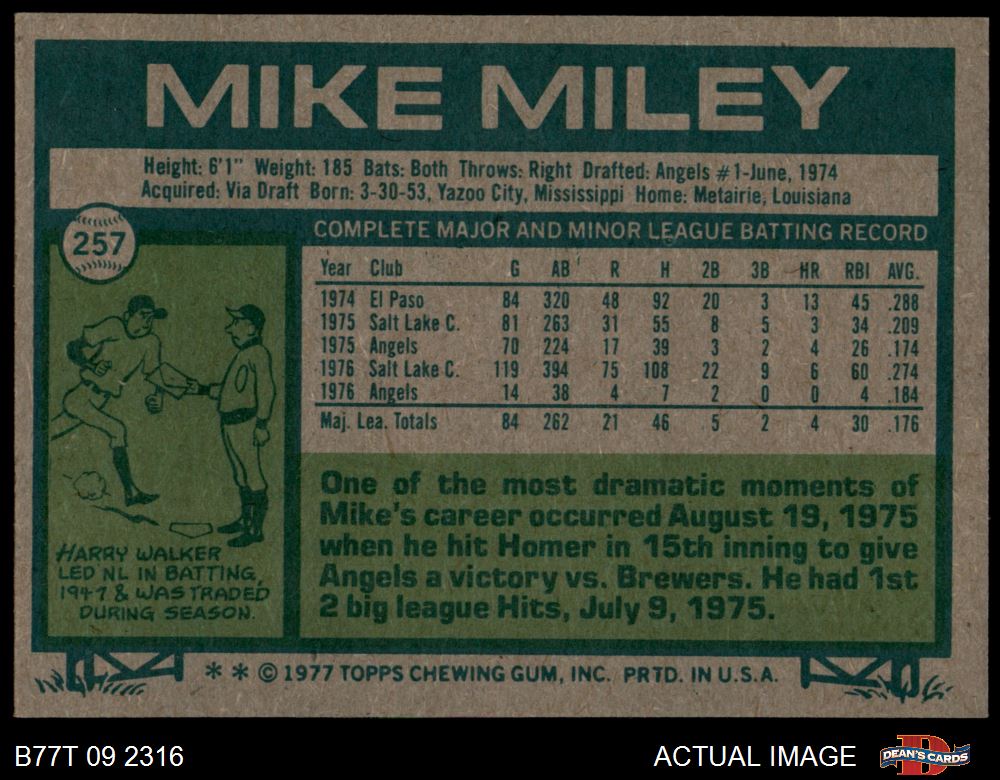 MIKE MILEY
Height: 6'1" Weight: 185 Bats: Both Throws: Right Drafted: Angels #1-June, 1974
Acquired: Via Draft Born: 3-30-53, Yazoo City, Mississippi Home: Metairie, Louisiana
257
COMPLETE MAJOR AND MINOR LEAGUE BATTING RECORD
Year Club G AB R H 2B 3B HR RBI AVG.
1974 El Paso 84 320 48 92 20 3 13 45 .288
1975 Salt Lake C. 81 263 31 55 8 5 3 34 .209
1975 Angels 70 224 17 39 3 2 4 26 .174
1976 Salt Lake C. 119 394 75 108 22 9 6 60 .274
1976 Angels 14 38 4 7 2 0 0 4 .184
Maj. Lea. Totals 84 262 21 46 5 2 4 30 .176
HARRY WALKER
LED NL IN BATTING,
1947 & WAS TRADED
DURING SEASON.
One of the most dramatic moments of
Mike's career occurred August 19, 1975
when he hit Homer in 15th inning to give
Angels a victory vs. Brewers. He had 1st
2 big league Hits, July 9, 1975.
* * © 1977 TOPPS CHEWING GUM, INC. PRTD. IN U.S.A.
B77T 09 2316
ACTUAL IMAGE
DEAN'S CARDS